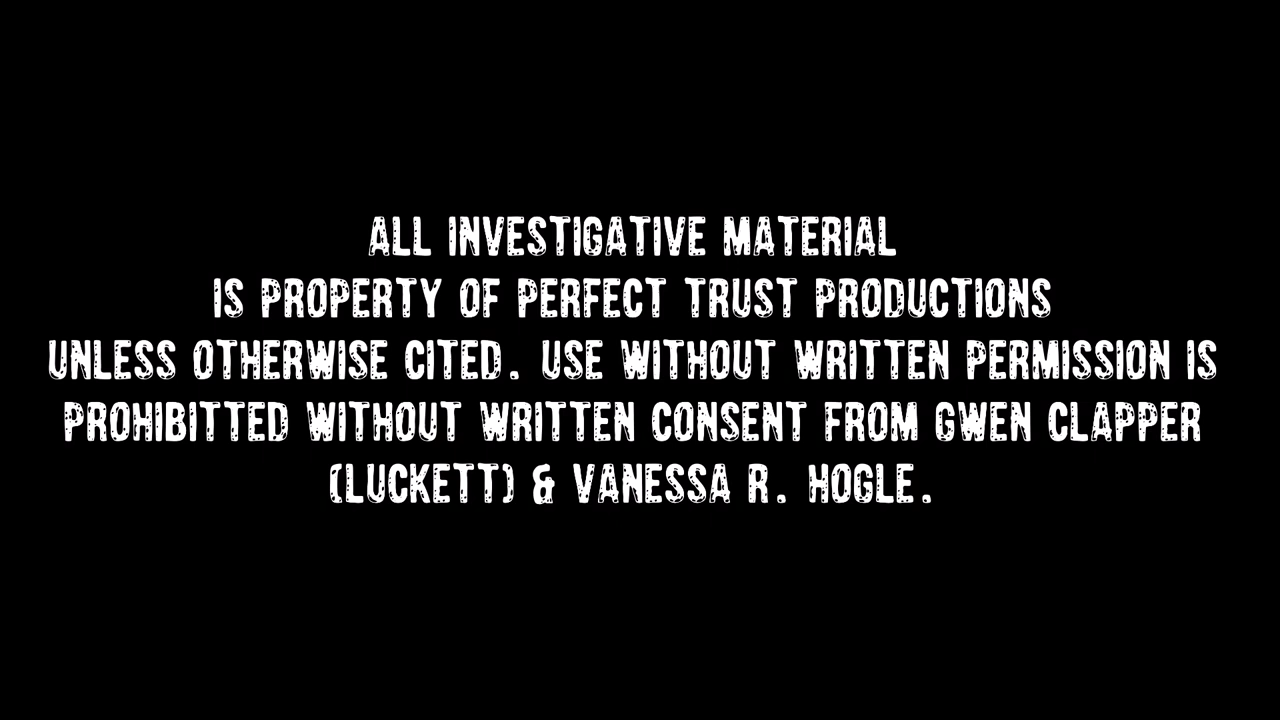 ALL INVESTIGATIVE MATERIAL
IS PROPERTY OF PERFECT TRUST PRODUCTIONS
UNLESS OTHERWISE CITED. USE WITHOUT WRITTEN PERMISSION IS
PROHIBITTED WITHOUT WRITTEN CONSENT FROM GWEN CLAPPER
(LUCKETT) & VANESSA R. HOGLE.